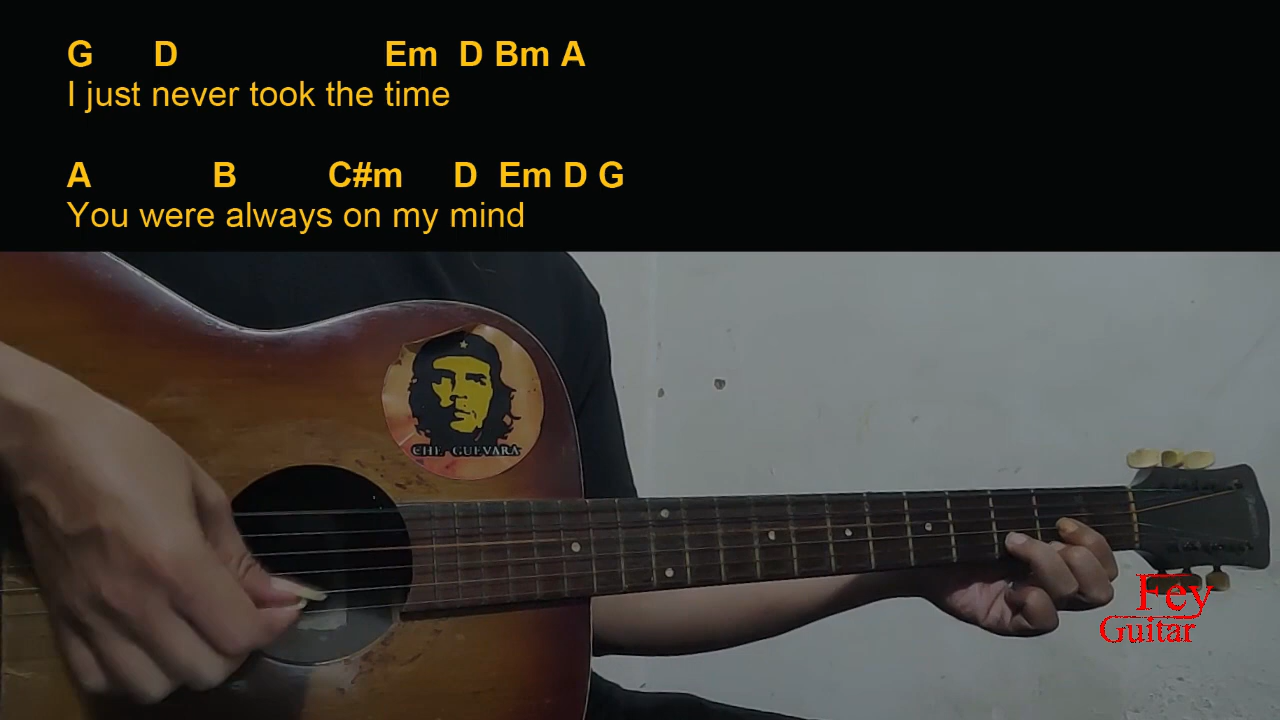 G D Em D Bm A
I just never took the time
A B C#m D Em D G
You were always on my mind
CHE GUEVARA
Fey
Guitar